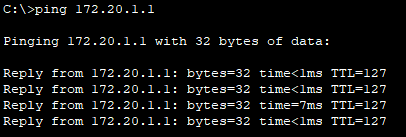 C:\>ping 172.20.1.1
Pinging 172.20.1.1 with 32 bytes of data:
Reply from 172.20.1.1: bytes=32 time<1ms TTL=127
Reply from 172.20.1.1: bytes=32 time<1ms TTL=127
Reply from 172.20.1.1: bytes=32 time=7ms TTL=127
Reply from 172.20.1.1: bytes=32 time<1ms TTL=127